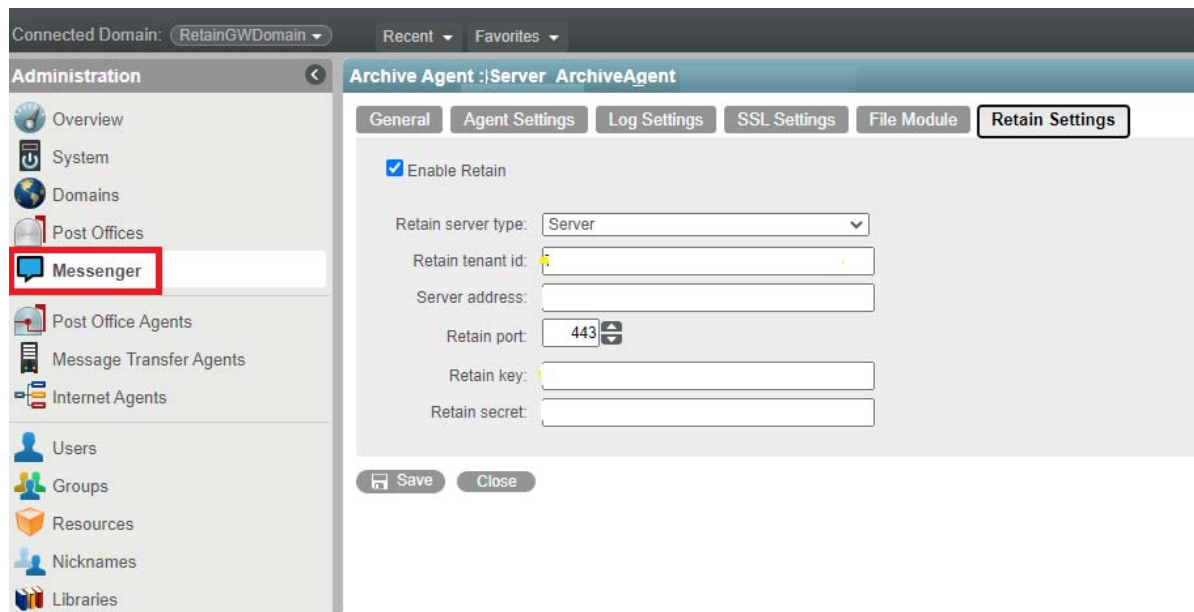 Connected Domain: RetainGWDomain Recent Favorites
Administration
Overview
System
Domains
Post Offices
Messenger
Post Office Agents
Message Transfer Agents
Internet Agents
Users
Groups
Resources
Nicknames
Libraries
Archive Agent : Server ArchiveAgent
General Agent Settings Log Settings SSL Settings File Module Retain Settings
Enable Retain
Retain server type: Server
Retain tenant id:
Server address:
Retain port: 443
Retain key:
Retain secret:
Save Close